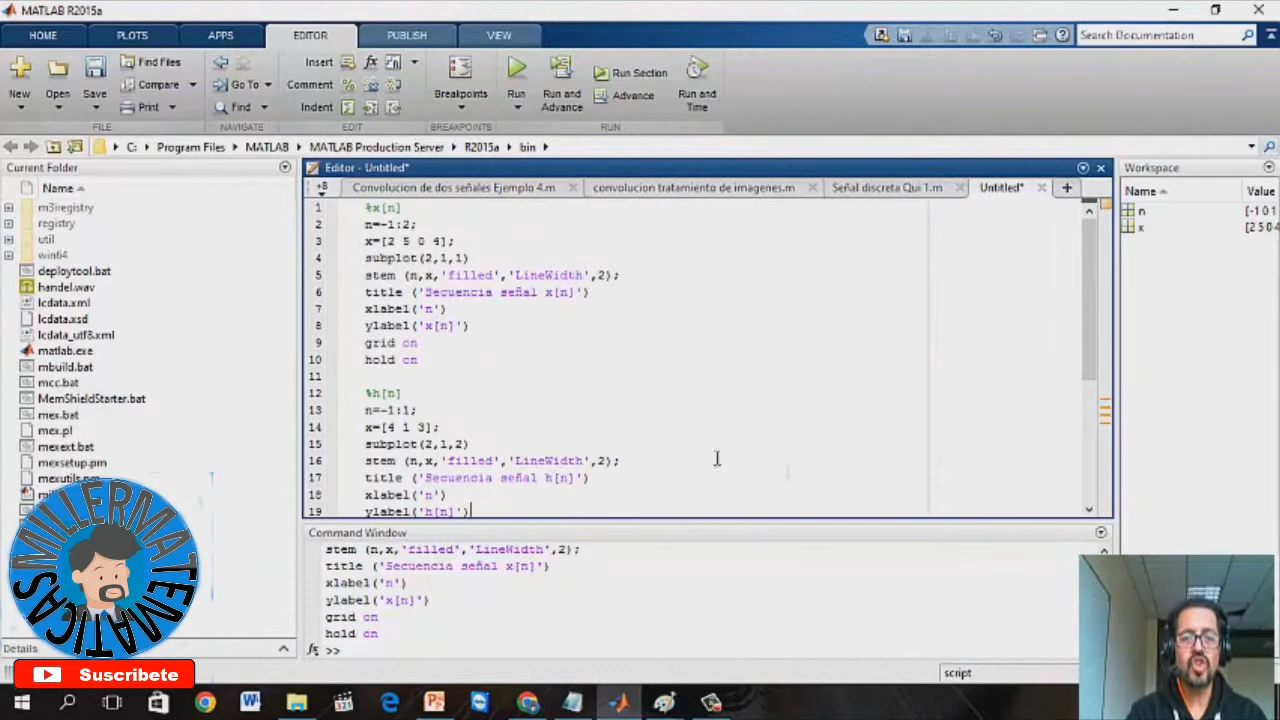 MATLAB R2015a
HOME PLOTS APPS EDITOR PUBLISH VIEW Search Documentation
New Open Save Find Files Compare Print Go To Find Insert Comment Indent Breakpoints Run Run and Advance Run Section Advance Run and Time
FILE NAVIGATE EDIT BREAKPOINTS RUN
C: Program Files MATLAB MATLAB Production Server R2015a bin
Current Folder
Name
m3iregistry
registry
util
win64
deploytool.bat
handel.wav
lcdata.xml
lcdata.xsd
lcdata_utf8.xml
matlab.exe
mbuild.bat
mcc.bat
MemShieldStarter.bat
mex.bat
mex.pl
mexext.bat
mexsetup.pm
mexutils.pm
Details
Editor - Untitled*
Convolucion de dos señales Ejemplo 4.m convolucion tratamiento de imagenes.m Señal discreta Qui 1.m Untitled*
1 %x[n]
2 n=-1:2;
3 x=[2 5 0 4];
4 subplot(2,1,1)
5 stem (n,x,'filled','LineWidth',2);
6 title ('Secuencia señal x[n]')
7 xlabel('n')
8 ylabel('x[n]')
9 grid on
10 hold on
11
12 %h[n]
13 n=-1:1;
14 x=[4 1 3];
15 subplot(2,1,2)
16 stem (n,x,'filled','LineWidth',2);
17 title ('Secuencia señal h[n]')
18 xlabel('n')
19 ylabel('h[n]')
Command Window
stem (n,x,'filled','LineWidth',2);
title ('Secuencia señal x[n]')
xlabel('n')
ylabel('x[n]')
grid on
hold on
fx >>
Workspace
Name Value
n [-1 0 1
x [2 5 0 4
script
MILLERMATEMATICAS
Suscribete